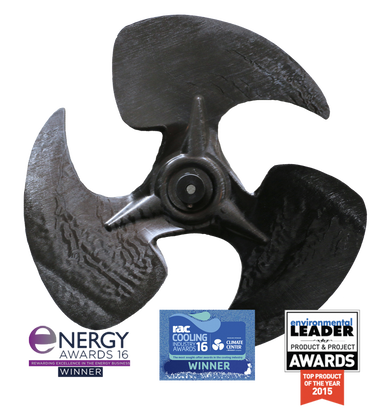 eNERGY
AWARDS 16
REWARDING EXCELLENCE IN THE ENERGY BUSINESS
WINNER
rac
COOLING
INDUSTRY
AWARDS 16
CLIMATE
CENTER
WINNER
environmental
LEADER
PRODUCT & PROJECT
AWARDS
TOP PRODUCT
OF THE YEAR
2015